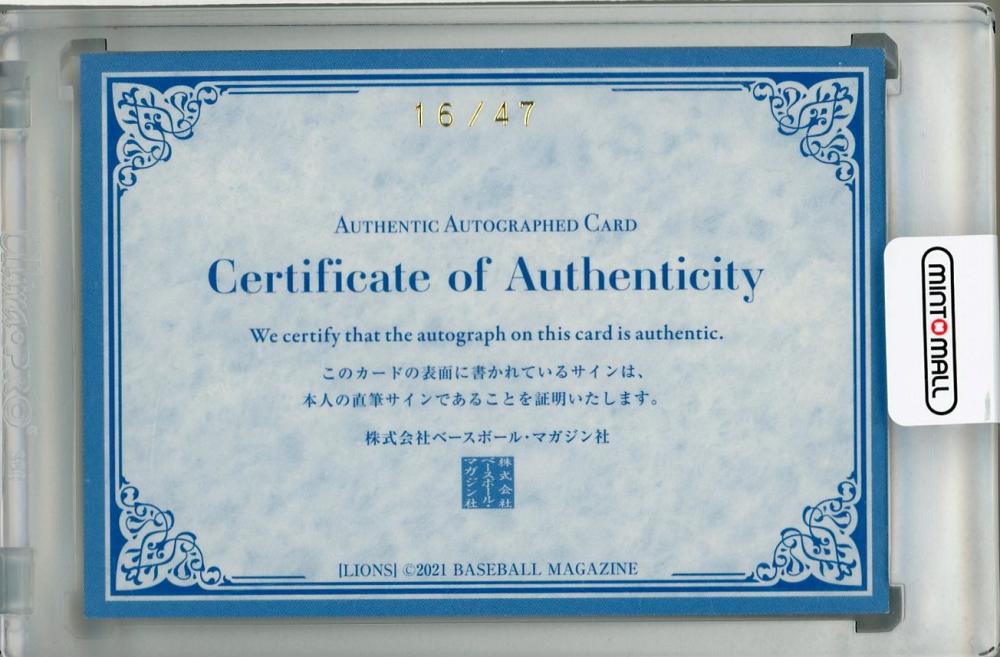 16/47
AUTHENTIC AUTOGRAPHED CARD
Certificate of Authenticity
We certify that the autograph on this card is authentic.
このカードの表面に書かれているサインは、
本人の直筆サインであることを証明いたします。
株式会社ベースボール・マガジン社
株式会社
ベースボール・
マガジン社
[LIONS] ©2021 BASEBALL MAGAZINE
MINTMALL